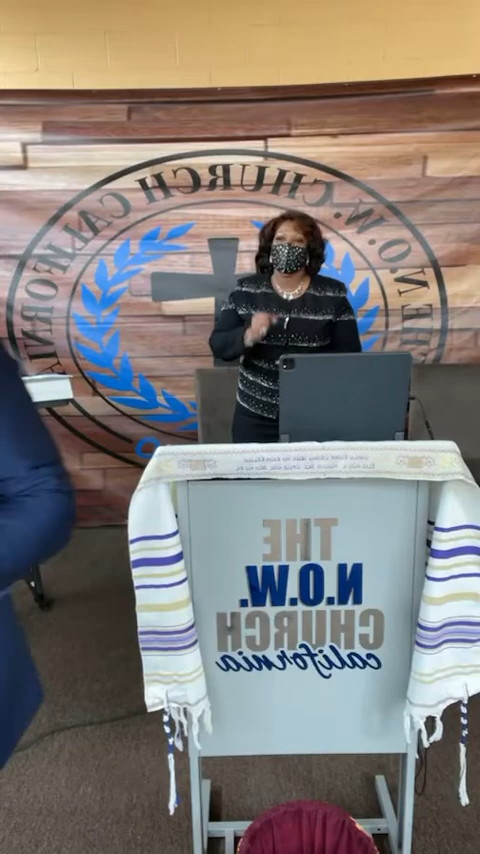 THE N.O.W. CHURCH CALIFORNIA
THE
N.O.W.
CHURCH
california